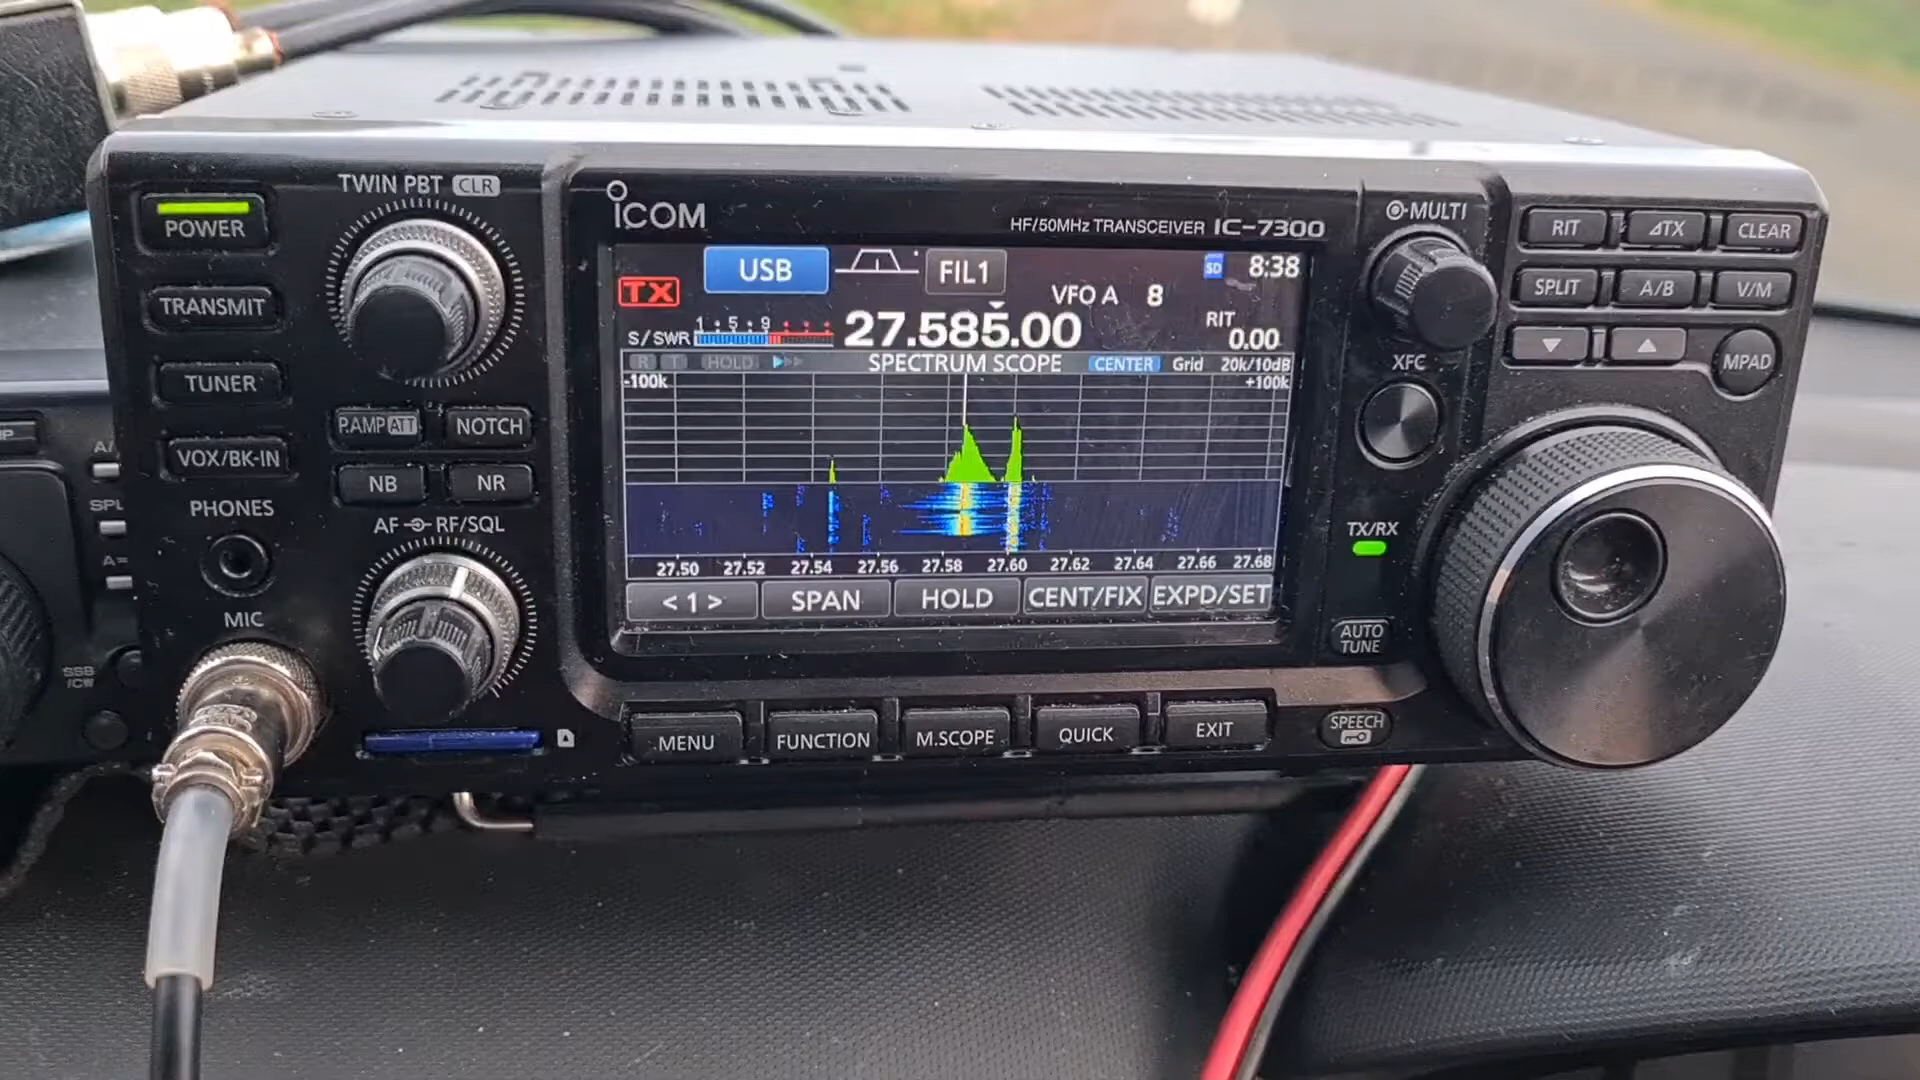 TWIN PBT CLR
POWER
TRANSMIT
TUNER
P.AMP ATT
NOTCH
VOX/BK-IN
NB
NR
PHONES
AF RF/SQL
MIC
SPL
A=
SSB
/CW
ICOM
HF/50MHz TRANSCEIVER IC-7300
USB
FIL1
SD
8:38
TX
VFO A 8
S/SWR
1 5 9
27.585.00
RIT
0.00
R T HOLD
SPECTRUM SCOPE
CENTER
Grid
20k/10dB
-100k
+100k
27.50 27.52 27.54 27.56 27.58 27.60 27.62 27.64 27.66 27.68
< 1 >
SPAN
HOLD
CENT/FIX
EXPD/SET
MENU
FUNCTION
M.SCOPE
QUICK
EXIT
MULTI
XFC
TX/RX
AUTO
TUNE
SPEECH
RIT
⊿TX
CLEAR
SPLIT
A/B
V/M
MPAD